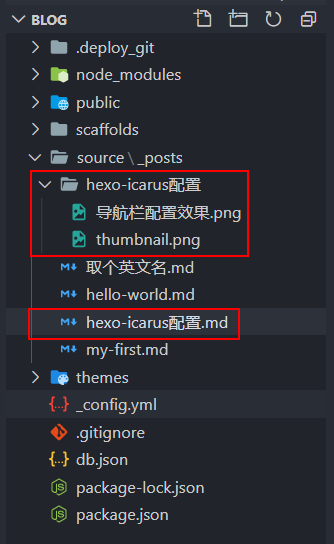 BLOG
.deploy_git
node_modules
public
scaffolds
source\_posts
hexo-icarus配置
导航栏配置效果.png
thumbnail.png
取个英文名.md
hello-world.md
hexo-icarus配置.md
my-first.md
themes
_config.yml
.gitignore
db.json
package-lock.json
package.json